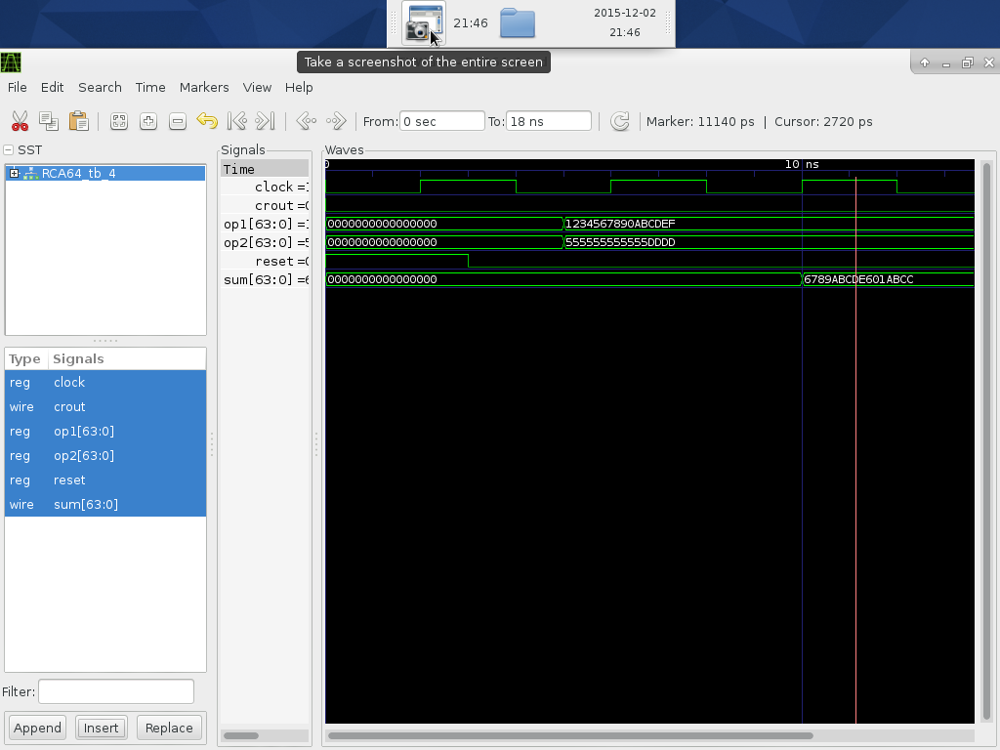 21:46
2015-12-02
21:46
Take a screenshot of the entire screen
File Edit Search Time Markers View Help
From: 0 sec To: 18 ns Marker: 11140 ps | Cursor: 2720 ps
SST
RCA64_tb_4
Type Signals
reg clock
wire crout
reg op1[63:0]
reg op2[63:0]
reg reset
wire sum[63:0]
Filter:
Append Insert Replace
Signals
Time
clock =1
crout =0
op1[63:0] =1
op2[63:0] =5
reset =0
sum[63:0] =6
Waves
0 10 ns
0000000000000000 1234567890ABCDEF
0000000000000000 555555555555DDDD
0000000000000000 6789ABCDE601ABCC